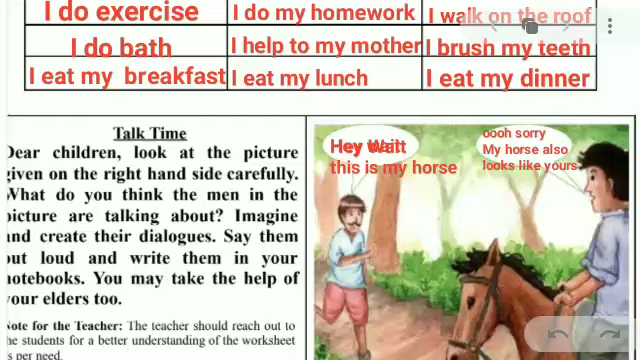 I do exercise
I do my homework
I walk on the roof
I do bath
I help to my mother
I brush my teeth
I eat my breakfast
I eat my lunch
I eat my dinner
Talk Time
Dear children, look at the picture
given on the right hand side carefully.
What do you think the men in the
picture are talking about? Imagine
and create their dialogues. Say them
out loud and write them in your
notebooks. You may take the help of
your elders too.
Note for the Teacher: The teacher should reach out to
the students for a better understanding of the worksheet
as per need.
Hey Wait
this is my horse
oooh sorry
My horse also
looks like yours